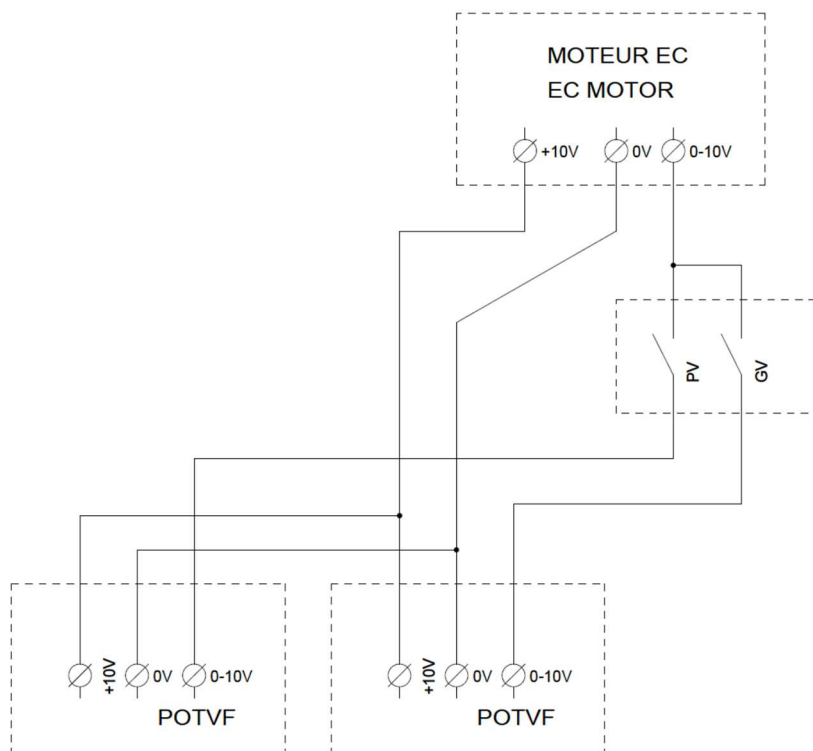 MOTEUR EC
EC MOTOR
+10V
0V
0-10V
PV
GV
+10V
0V
0-10V
+10V
0V
0-10V
POTVF
POTVF